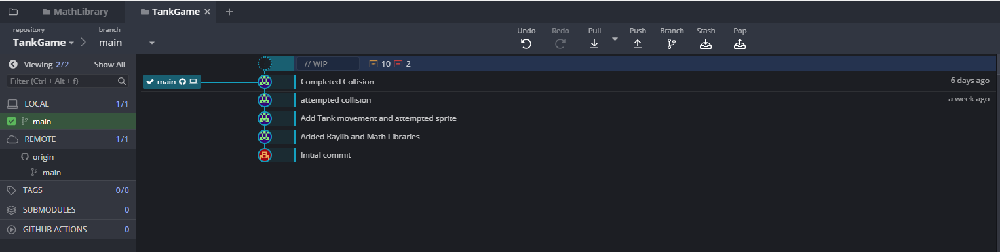 MathLibrary TankGame
repository branch
TankGame main
Undo Redo Pull Push Branch Stash Pop
Viewing 2/2 Show All
Filter (Ctrl + Alt + f)
LOCAL 1/1
main
REMOTE 1/1
origin
main
TAGS 0/0
SUBMODULES 0
GITHUB ACTIONS 0
// WIP 10 2
main Completed Collision 6 days ago
attempted collision a week ago
Add Tank movement and attempted sprite
Added Raylib and Math Libraries
Initial commit